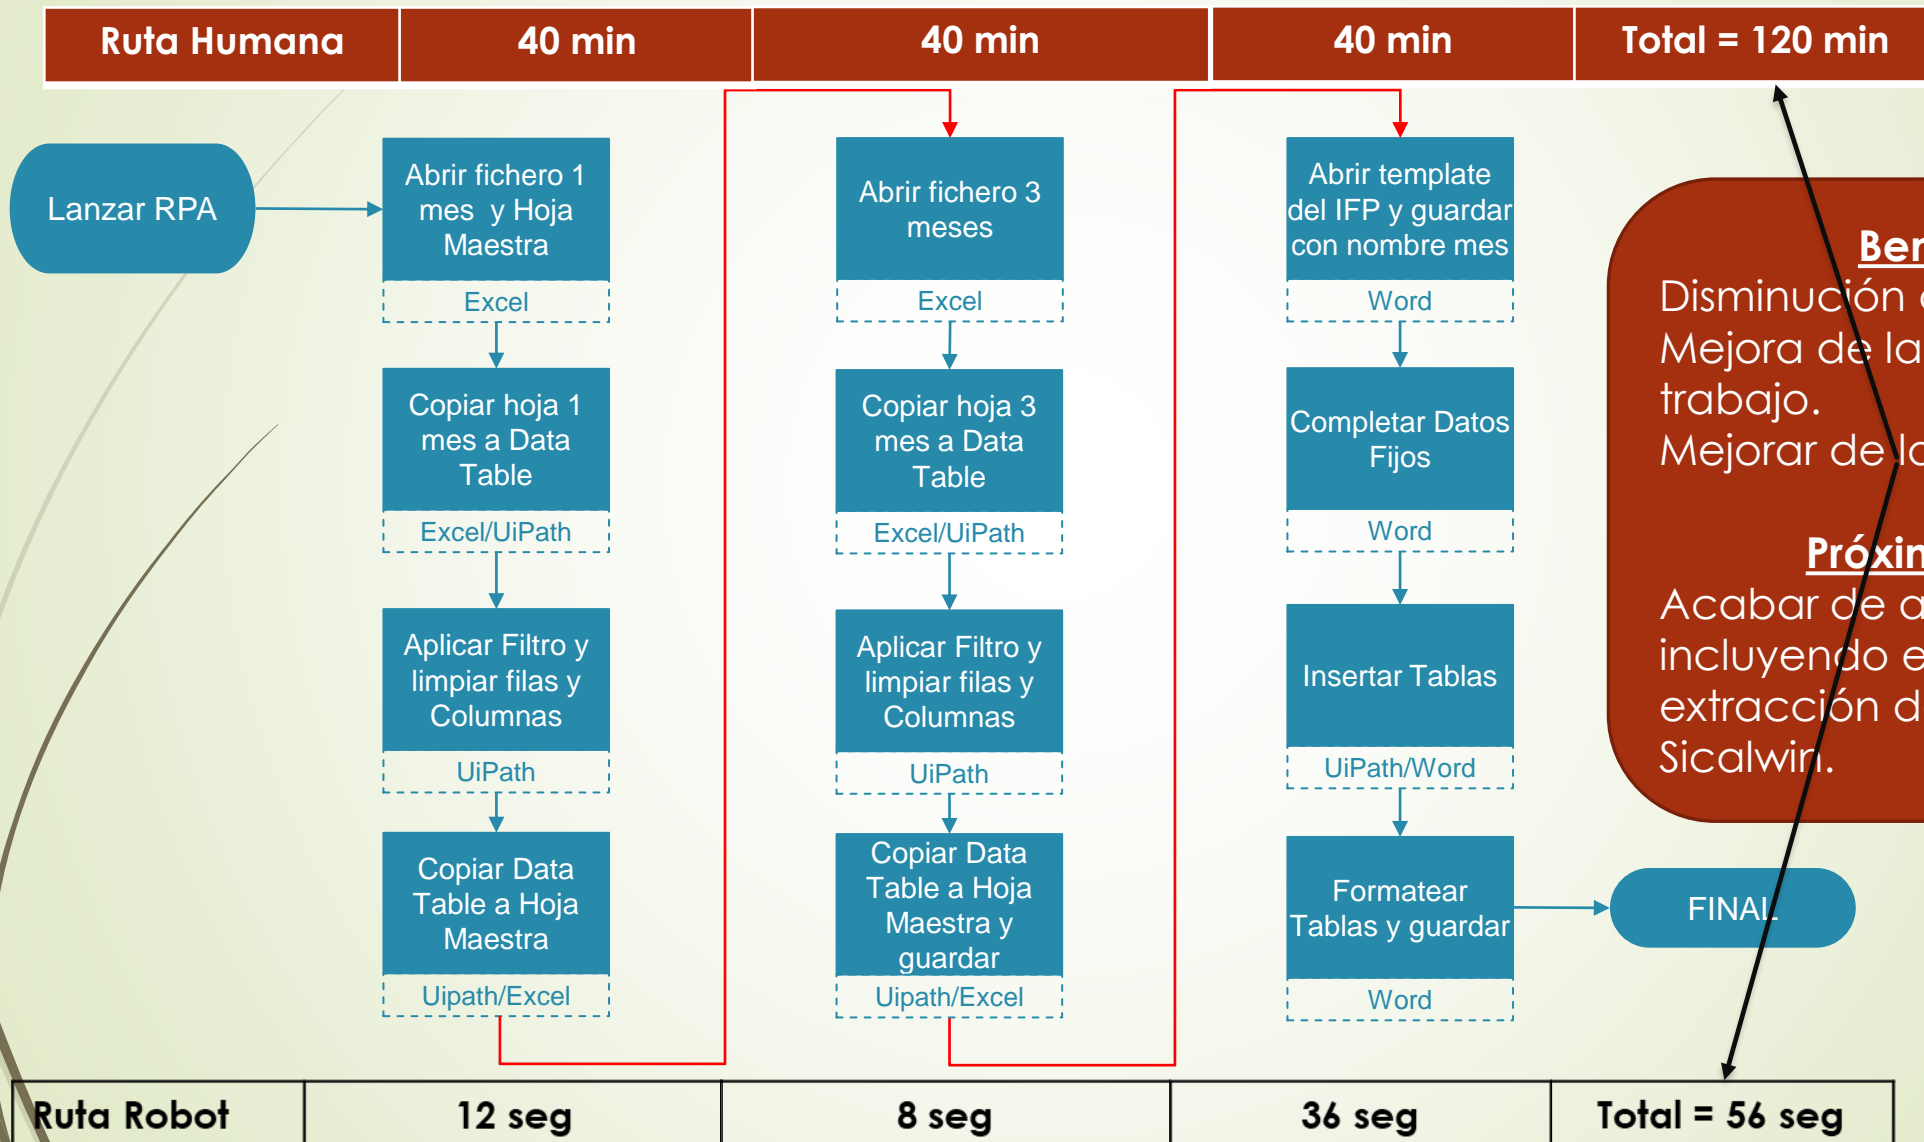 Ruta Humana
40 min
40 min
40 min
Total = 120 min
Lanzar RPA
Abrir fichero 1
mes y Hoja
Maestra
Excel
Copiar hoja 1
mes a Data
Table
Excel/UiPath
Aplicar Filtro y
limpiar filas y
Columnas
UiPath
Copiar Data
Table a Hoja
Maestra
Uipath/Excel
Abrir fichero 3
meses
Excel
Copiar hoja 3
mes a Data
Table
Excel/UiPath
Aplicar Filtro y
limpiar filas y
Columnas
UiPath
Copiar Data
Table a Hoja
Maestra y
guardar
Uipath/Excel
Abrir template
del IFP y guardar
con nombre mes
Word
Completar Datos
Fijos
Word
Insertar Tablas
UiPath/Word
Formatear
Tablas y guardar
Word
FINAL
Disminución
Mejora de la
trabajo.
Mejorar de
Acabar de
incluyendo
extracción
Sicalwin.
Ruta Robot
12 seg
8 seg
36 seg
Total = 56 seg